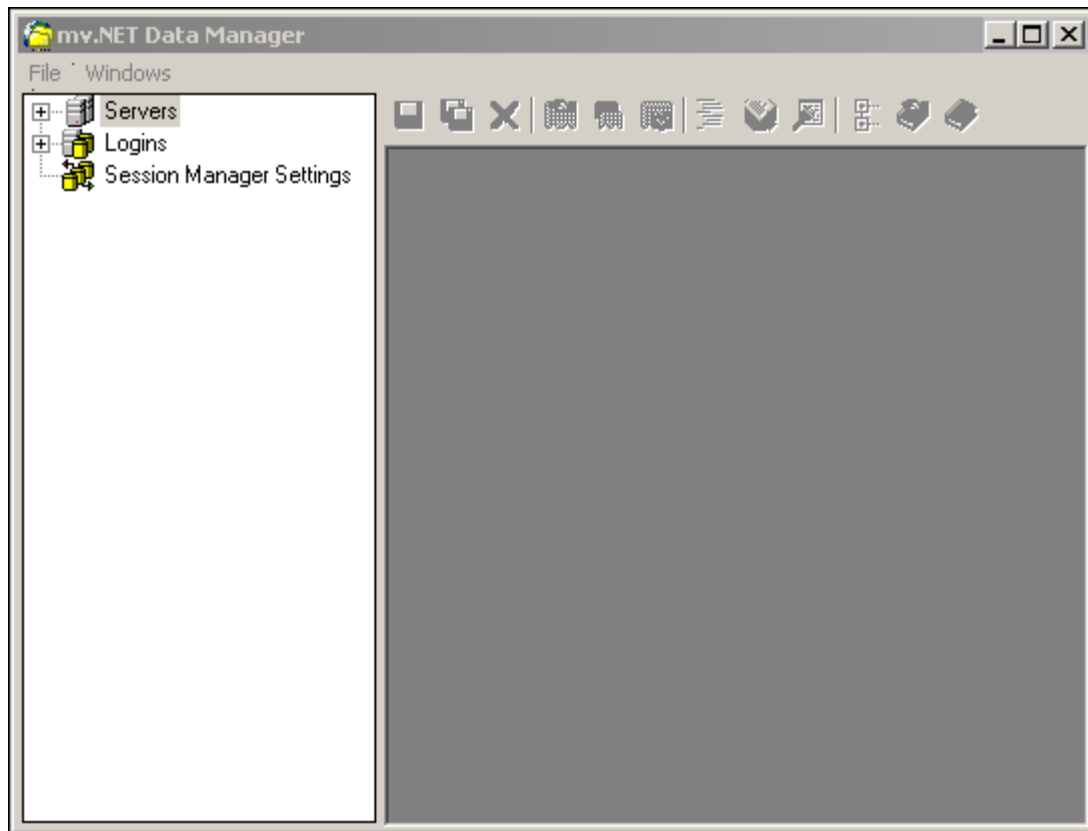 mv.NET Data Manager
File Windows
Servers
Logins
Session Manager Settings